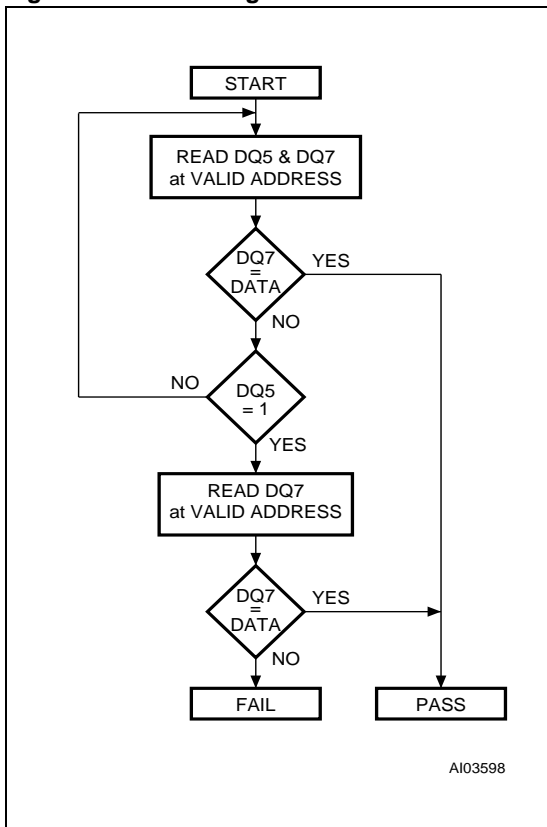 START
READ DQ5 & DQ7
at VALID ADDRESS
DQ7
=
DATA
YES
NO
NO
DQ5
= 1
YES
READ DQ7
at VALID ADDRESS
DQ7
=
DATA
YES
NO
FAIL
PASS
AI03598